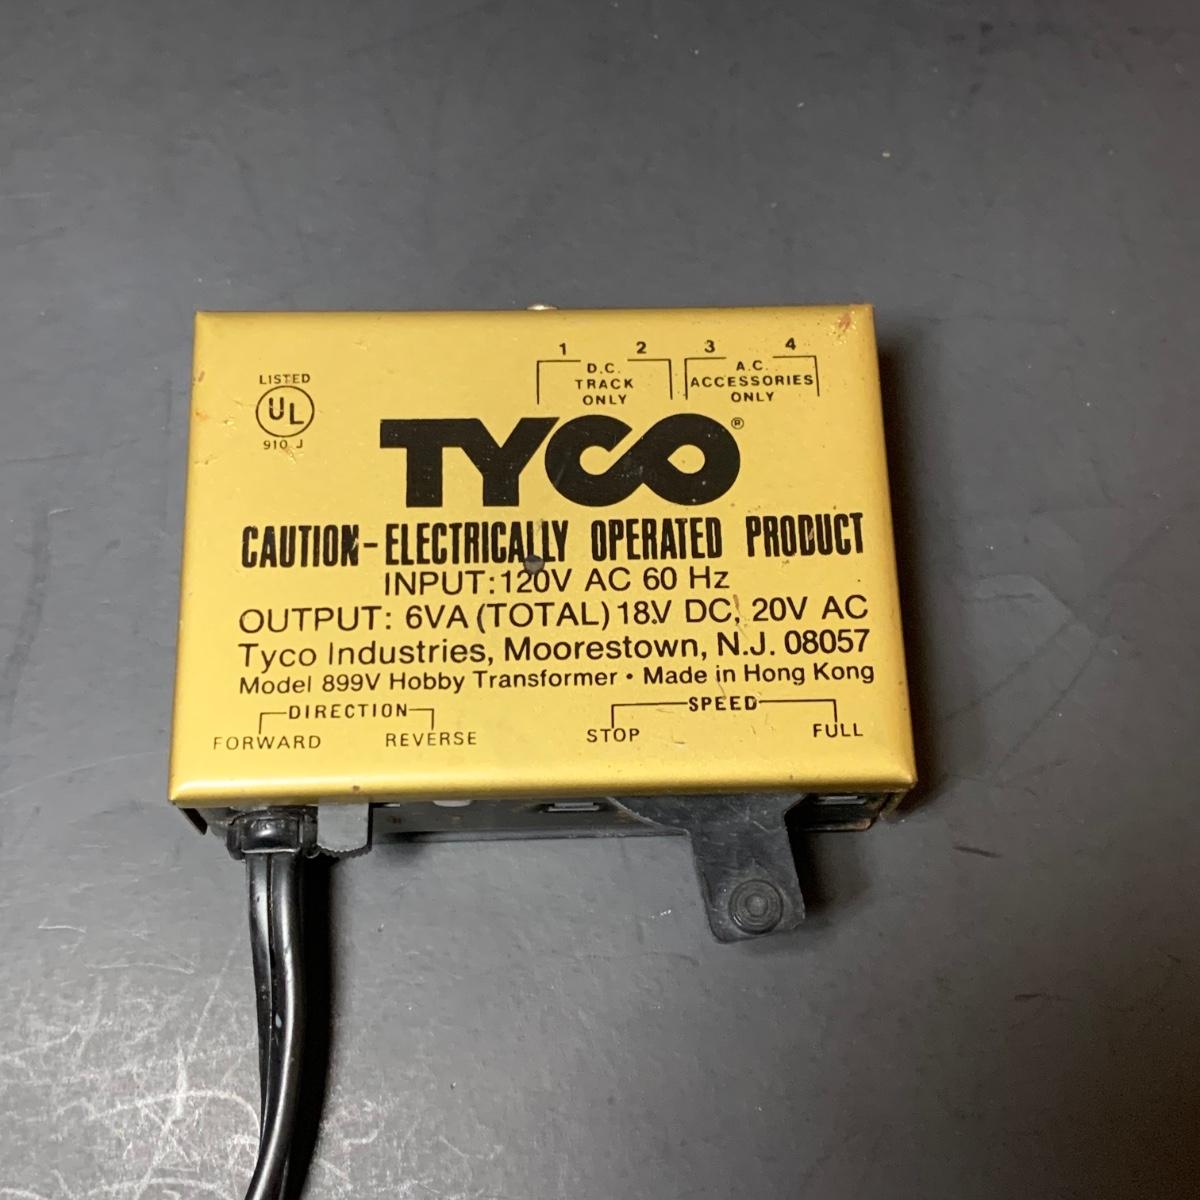 1 2 3 4
D.C. A.C.
TRACK ACCESSORIES
ONLY ONLY
LISTED
UL
910 J
TYCO®
CAUTION-ELECTRICALLY OPERATED PRODUCT
INPUT: 120V AC 60 Hz
OUTPUT: 6VA (TOTAL) 18V DC, 20V AC
Tyco Industries, Moorestown, N.J. 08057
Model 899V Hobby Transformer • Made in Hong Kong
DIRECTION SPEED
FORWARD REVERSE STOP FULL